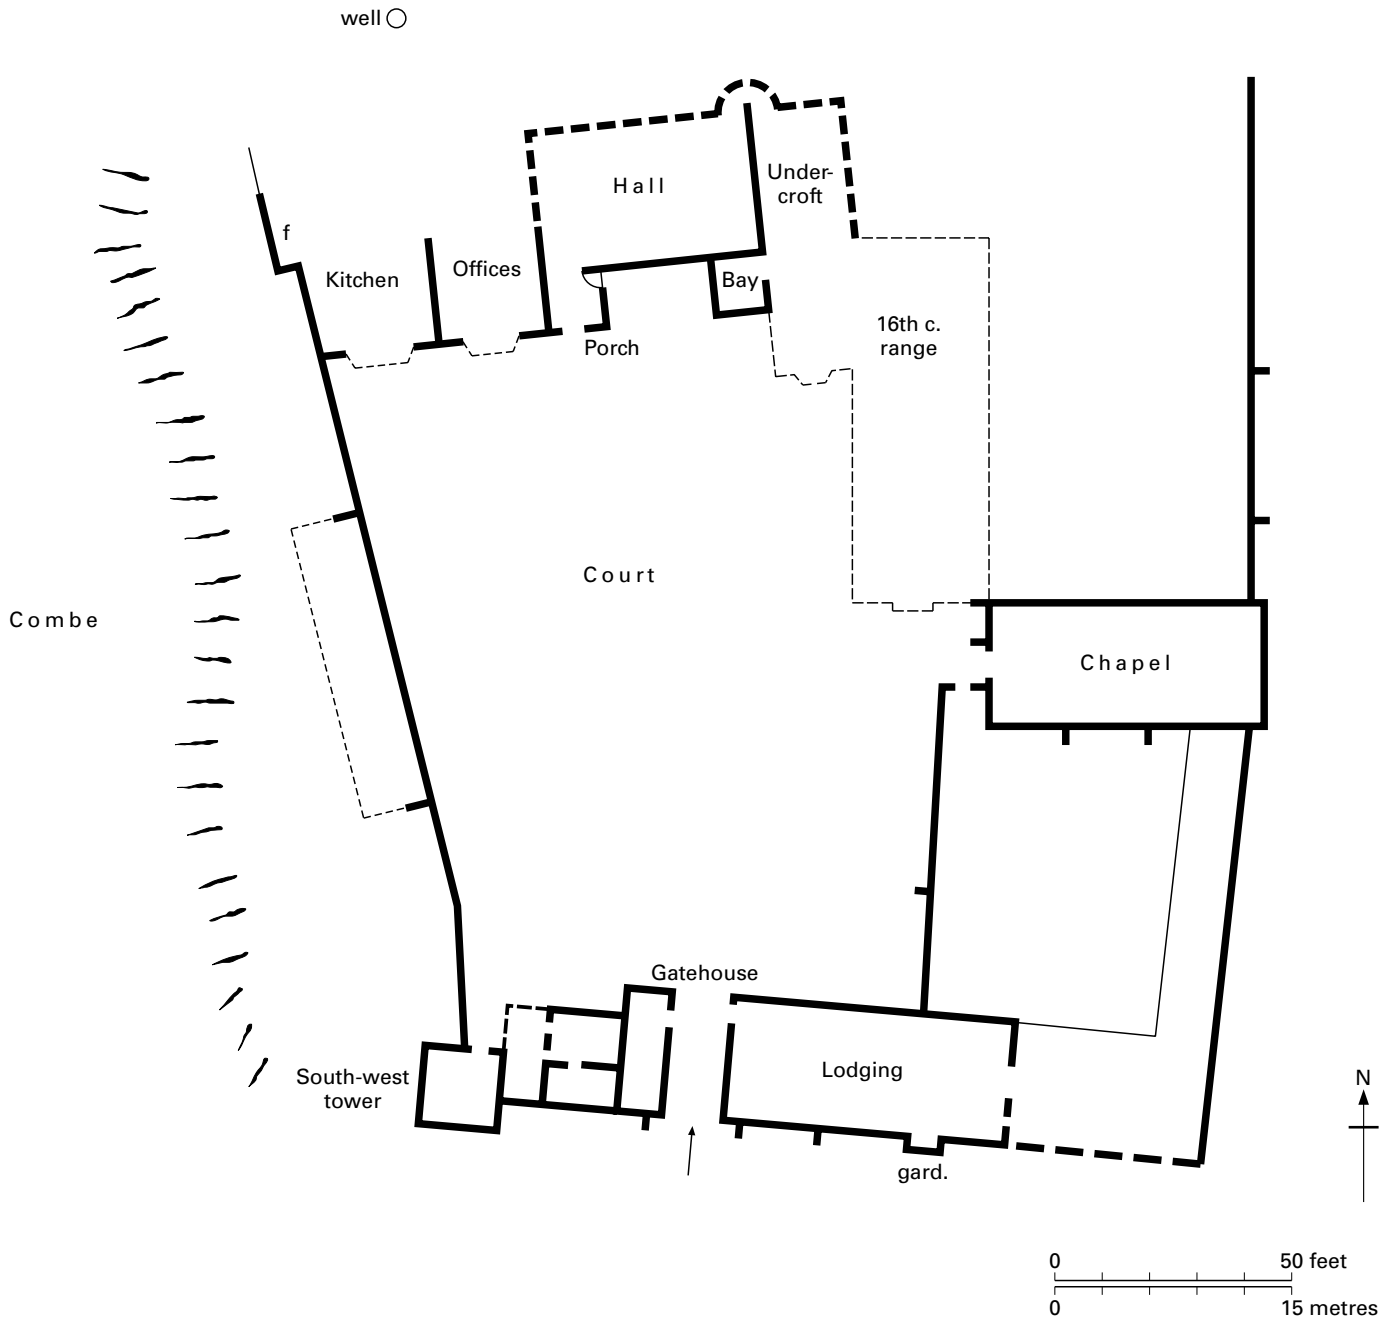 well
Hall
Under-
croft
f
Kitchen
Offices
Bay
16th c.
range
Porch
Court
Combe
Chapel
Gatehouse
South-west
tower
Lodging
gard.
N
0 50 feet
0 15 metres